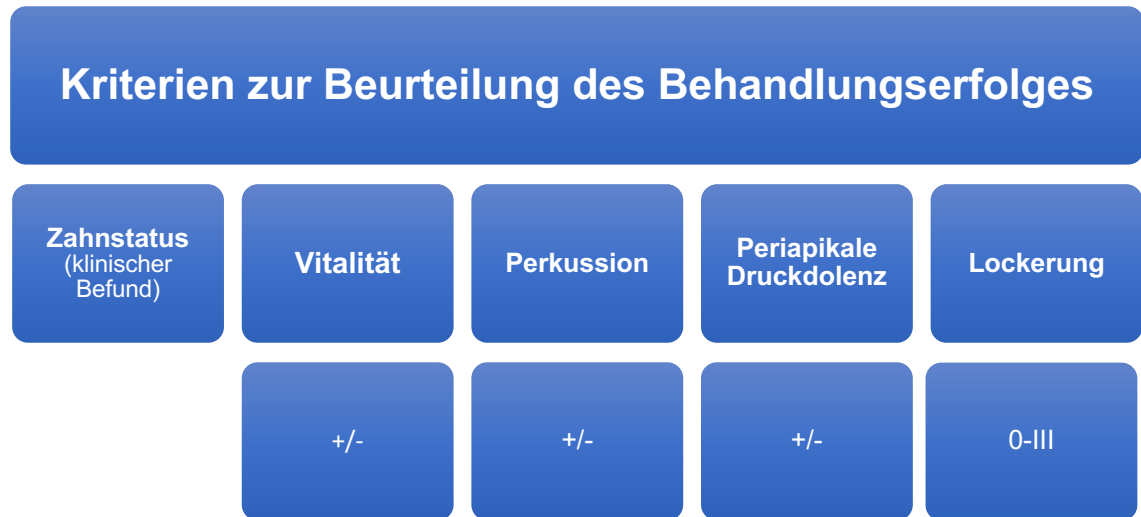 Kriterien zur Beurteilung des Behandlungserfolges
Zahnstatus
(klinischer
Befund)
Vitalität
Perkussion
Periapikale
Druckdolenz
Lockerung
+/-
+/-
+/-
0-III